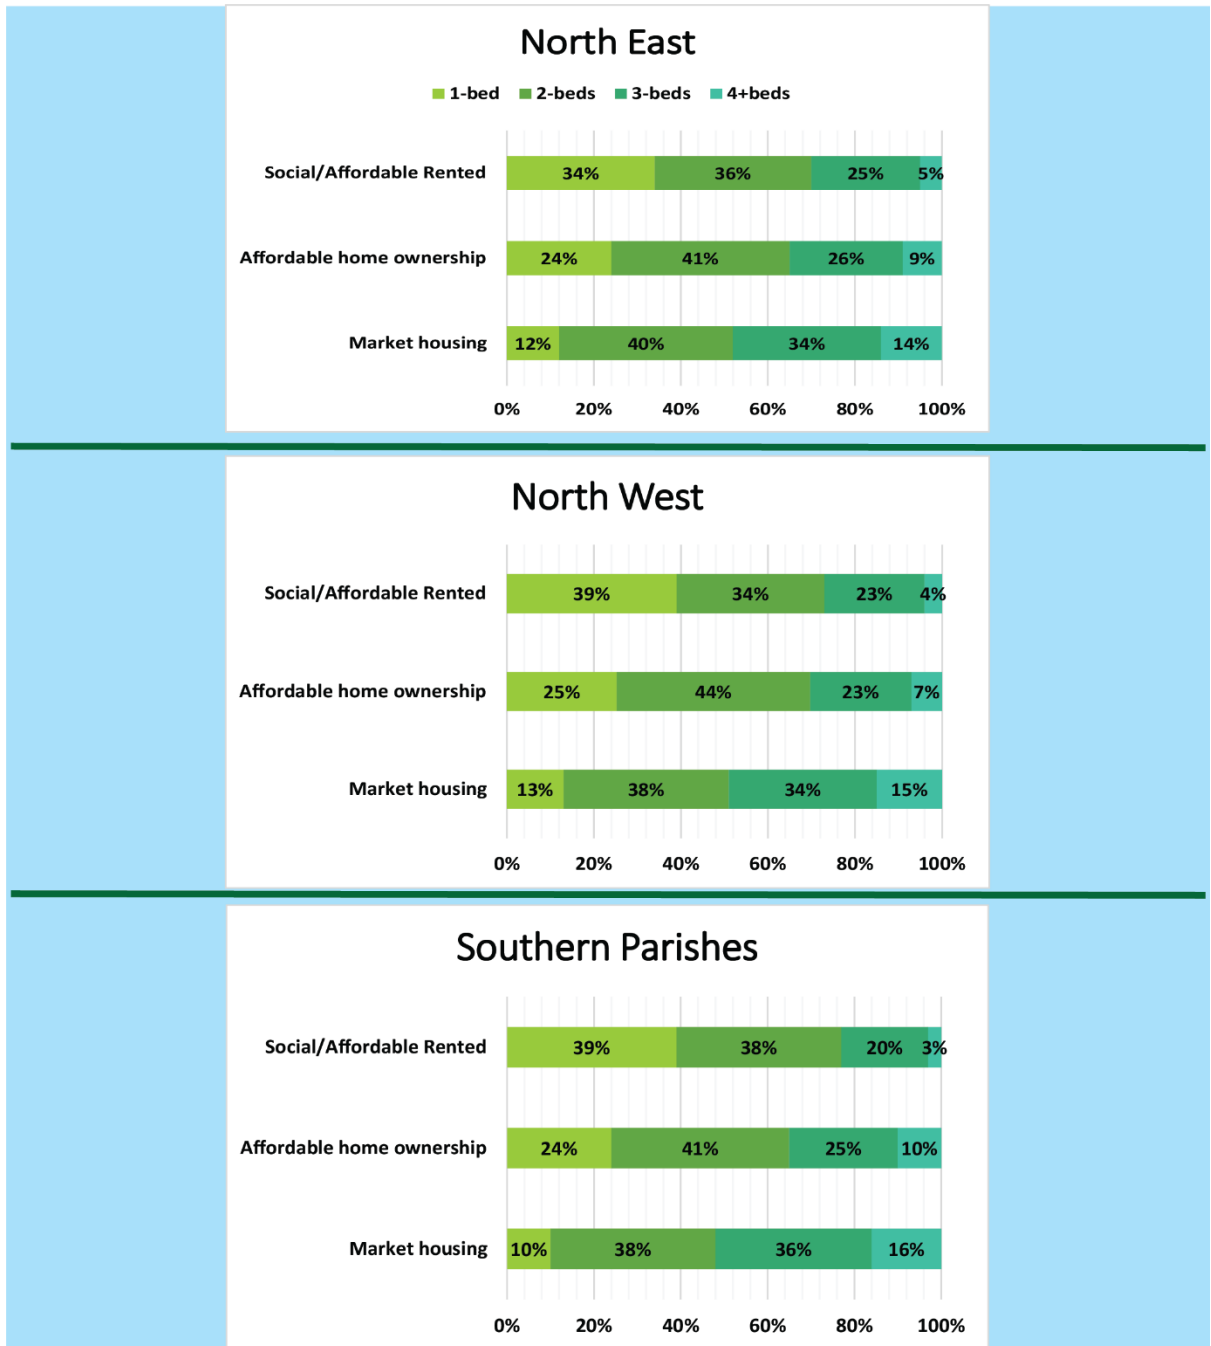 North East
1-bed 2-beds 3-beds 4+beds
Social/Affordable Rented 34% 36% 25% 5%
Affordable home ownership 24% 41% 26% 9%
Market housing 12% 40% 34% 14%
0% 20% 40% 60% 80% 100%
North West
Social/Affordable Rented 39% 34% 23% 4%
Affordable home ownership 25% 44% 23% 7%
Market housing 13% 38% 34% 15%
0% 20% 40% 60% 80% 100%
Southern Parishes
Social/Affordable Rented 39% 38% 20% 3%
Affordable home ownership 24% 41% 25% 10%
Market housing 10% 38% 36% 16%
0% 20% 40% 60% 80% 100%